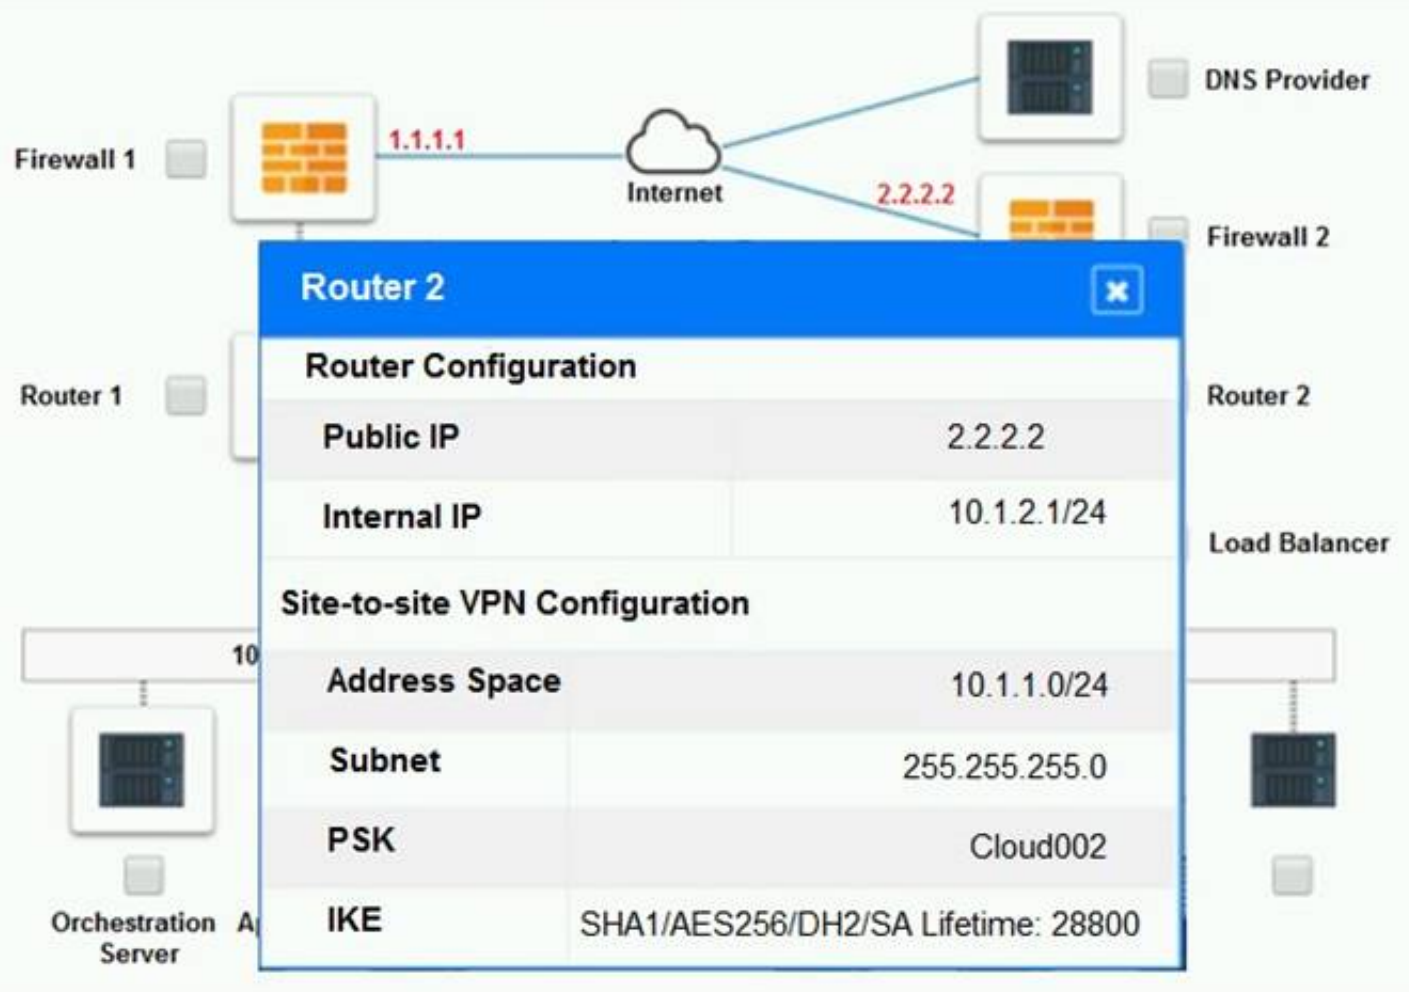 DNS Provider
Firewall 1
1.1.1.1
Internet
2.2.2.2
Firewall 2
Router 2
Router Configuration
Router 1
Router 2
Public IP 2.2.2.2
Internal IP 10.1.2.1/24
Load Balancer
Site-to-site VPN Configuration
10
Address Space 10.1.1.0/24
Subnet 255.255.255.0
PSK Cloud002
IKE SHA1/AES256/DH2/SA Lifetime: 28800
Orchestration
Server